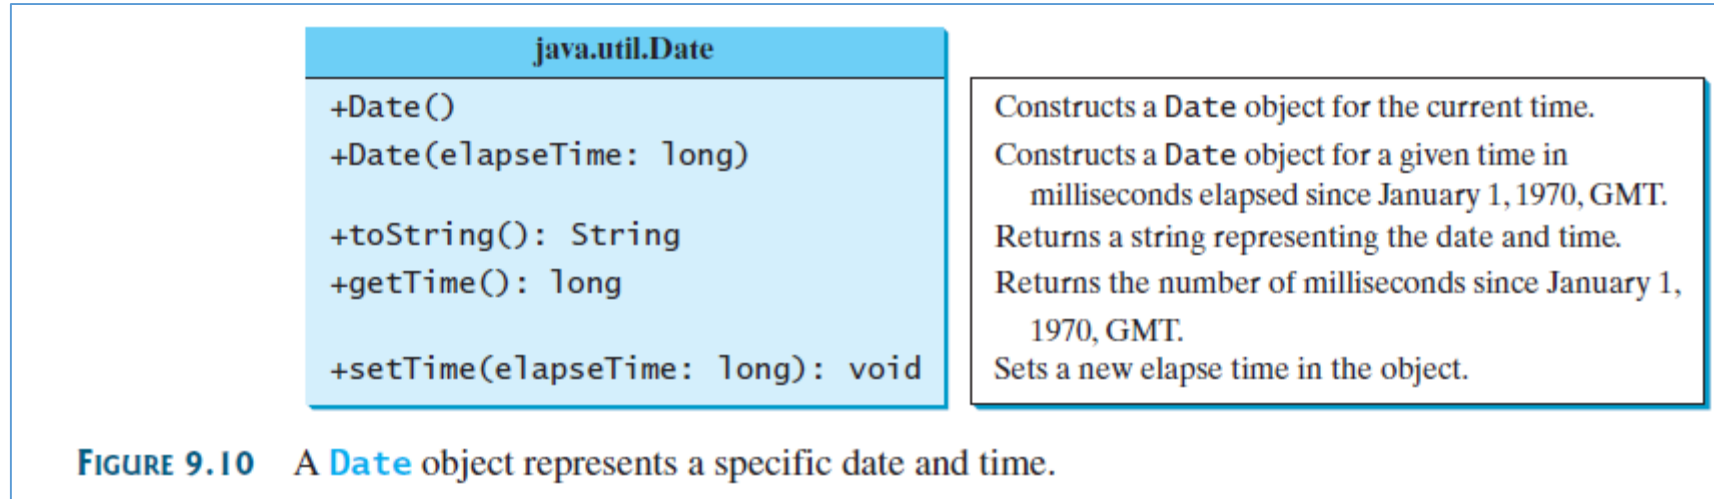 java.util.Date
+Date()
+Date(elapseTime: long)
+toString(): String
+getTime(): long
+setTime(elapseTime: long): void
Constructs a Date object for the current time.
Constructs a Date object for a given time in
milliseconds elapsed since January 1, 1970, GMT.
Returns a string representing the date and time.
Returns the number of milliseconds since January 1,
1970, GMT.
Sets a new elapse time in the object.
FIGURE 9.10 A Date object represents a specific date and time.